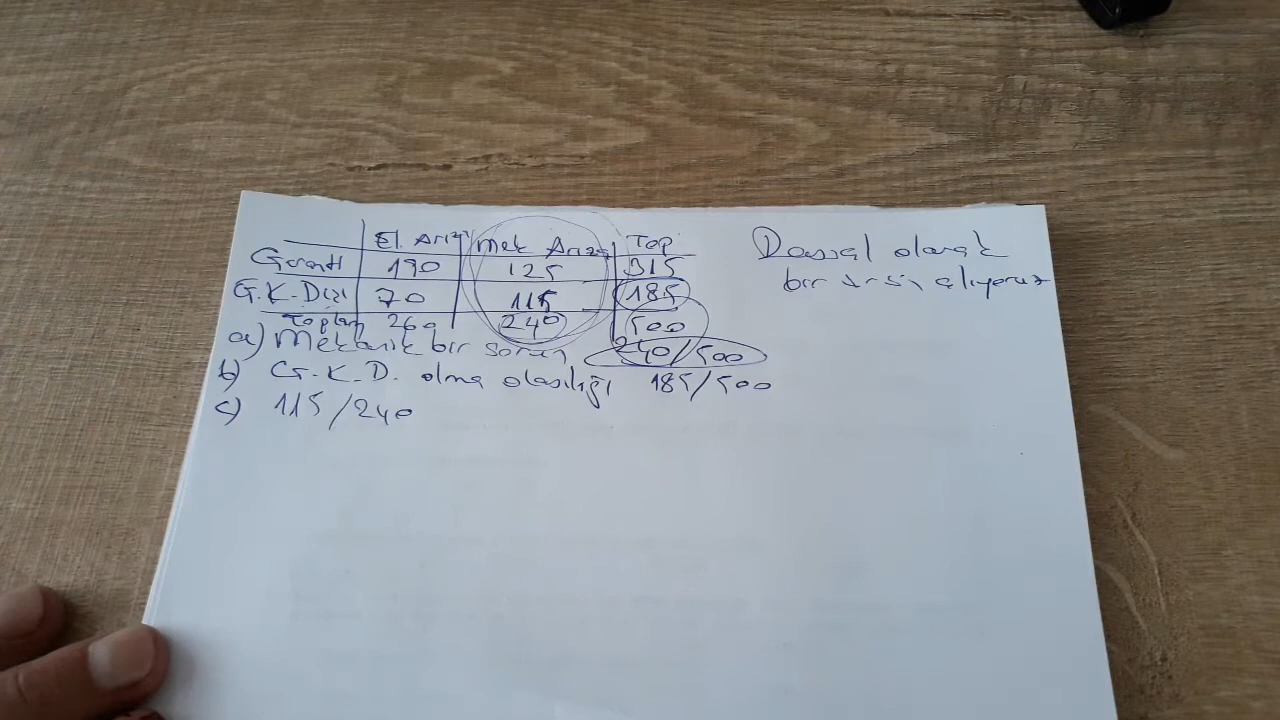 El. Arıza Mek Arıza Top
Garanti 190 125 315
G.K. Dışı 70 115 185
Toplam 260 240 500
a) Mekanik bir sorun 240/500
b) G.K.D. olma olasılığı 185/500
c) 115/240
Rassal olarak
bir ürün alıyoruz